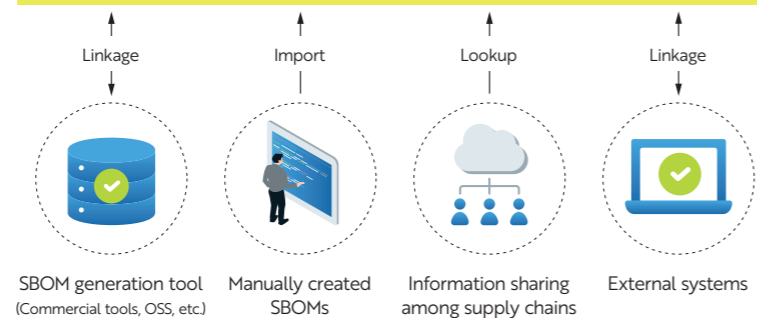 Linkage
Import
Lookup
Linkage
SBOM generation tool
(Commercial tools, OSS, etc.)
Manually created
SBOMs
Information sharing
among supply chains
External systems